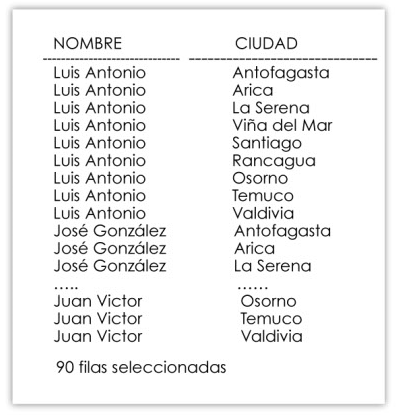 NOMBRE CIUDAD
------------------------------ ------------------------------
Luis Antonio Antofagasta
Luis Antonio Arica
Luis Antonio La Serena
Luis Antonio Viña del Mar
Luis Antonio Santiago
Luis Antonio Rancagua
Luis Antonio Osorno
Luis Antonio Temuco
Luis Antonio Valdivia
José González Antofagasta
José González Arica
José González La Serena
..... ......
Juan Victor Osorno
Juan Victor Temuco
Juan Victor Valdivia
90 filas seleccionadas